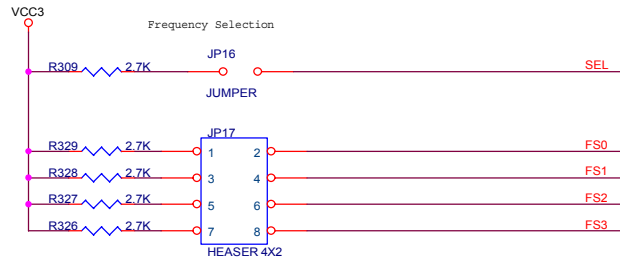 VCC3
Frequency Selection
JP16
R309 2.7K SEL
JUMPER
JP17
R329 2.7K 1 2 FS0
R328 2.7K 3 4 FS1
R327 2.7K 5 6 FS2
R326 2.7K 7 8 FS3
HEASER 4X2